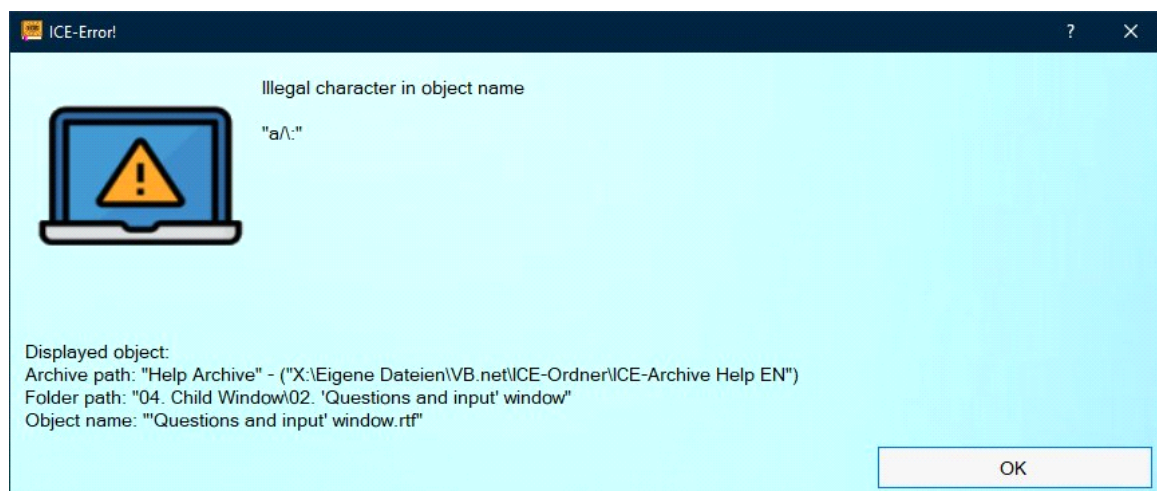 ICE-Error!
?
Illegal character in object name
"a/\:"
Displayed object:
Archive path: "Help Archive" - ("X:\Eigene Dateien\VB.net\ICE-Ordner\ICE-Archive Help EN")
Folder path: "04. Child Window\02. 'Questions and input' window"
Object name: "'Questions and input' window.rtf"
OK